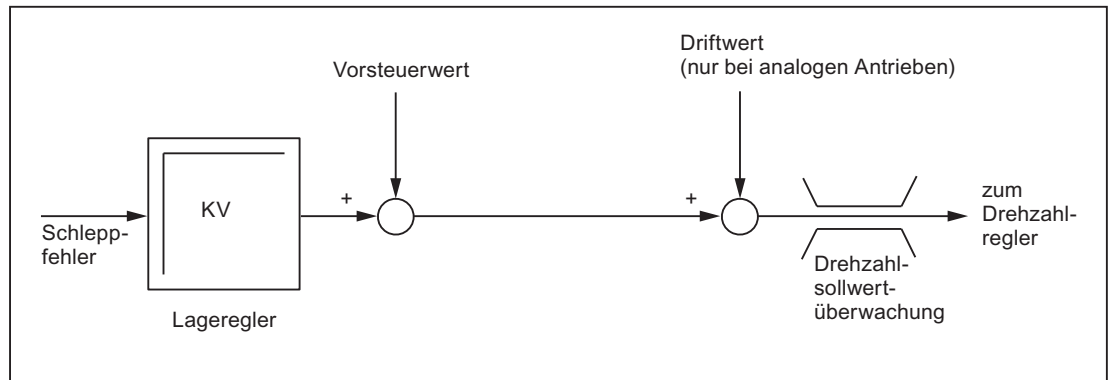 Driftwert
(nur bei analogen Antrieben)
Vorsteuerwert
+
+
KV
Schlepp-
fehler
Lageregler
zum
Drehzahl-
regler
Drehzahl-
sollwert-
überwachung